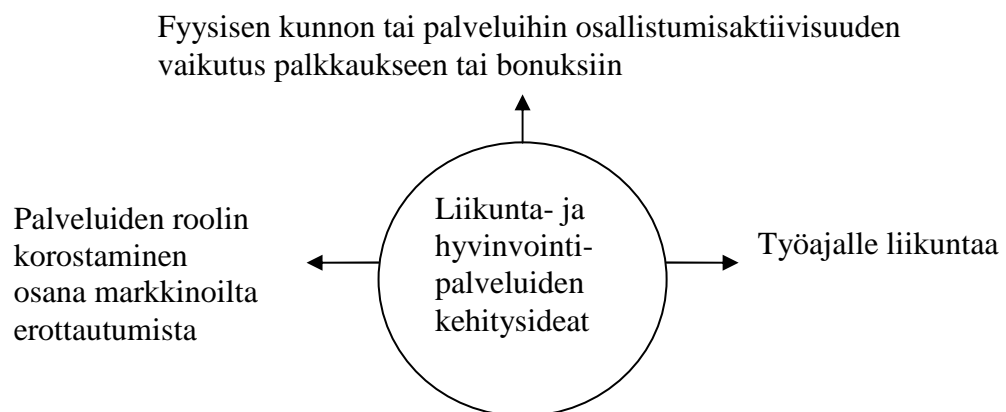 Fyysisen kunnon tai palveluihin osallistumisaktiivisuuden
vaikutus palkkaukseen tai bonuksiin
Palveluiden roolin
korostaminen
osana markkinoilta
erottautumista
Liikunta- ja
hyvinvointi-
palveluiden
kehitysideat
Työajalle liikuntaa